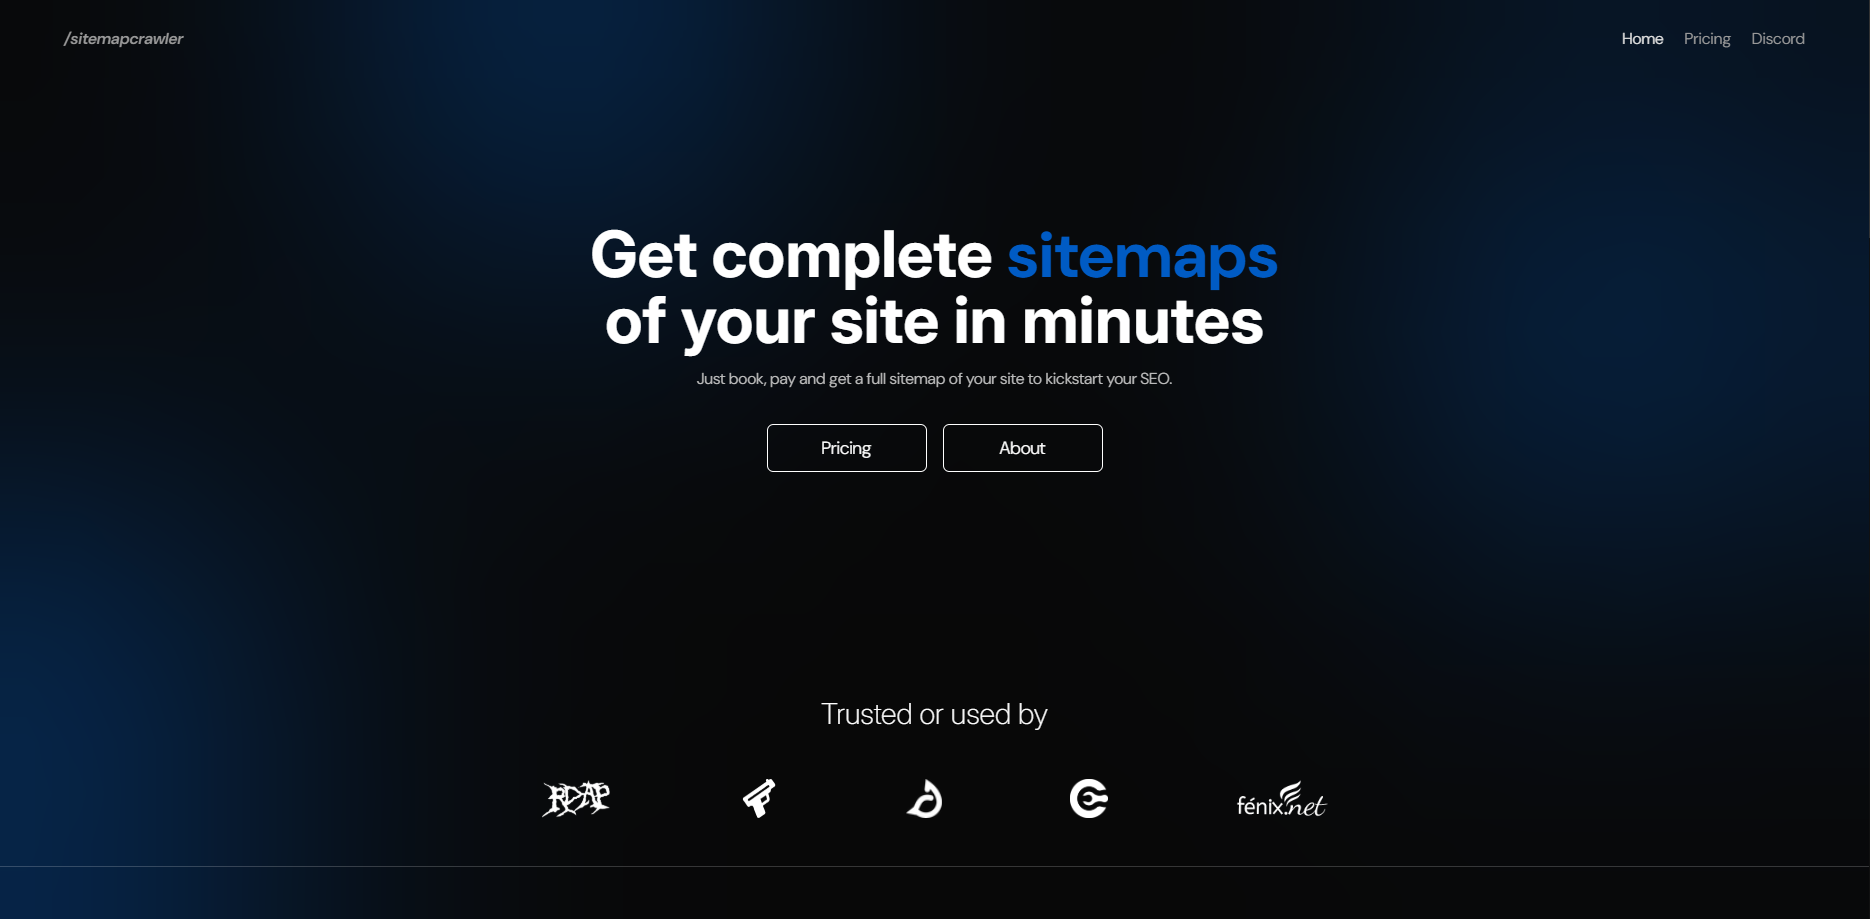 /sitemapcrawler
Home Pricing Discord
Get complete sitemaps
of your site in minutes
Just book, pay and get a full sitemap of your site to kickstart your SEO.
Pricing About
Trusted or used by
fénix.net